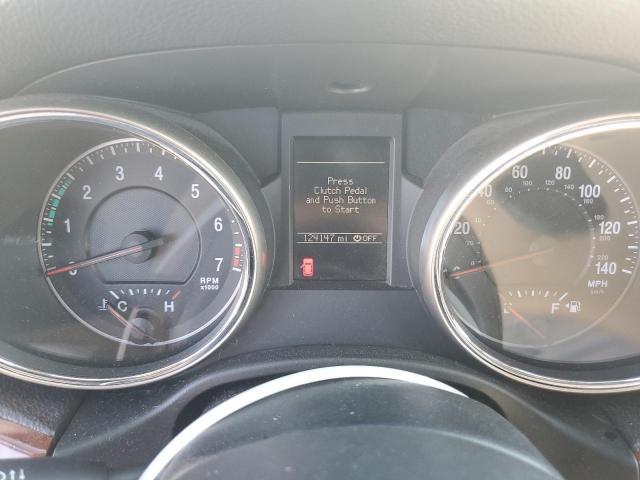 Press
Clutch Pedal
and Push Button
to Start
124147 mi OFF
1 2 3 4 5 6 7
RPM
x1000
C H
20 40 60 80 100 120 140
MPH
km/h
E F